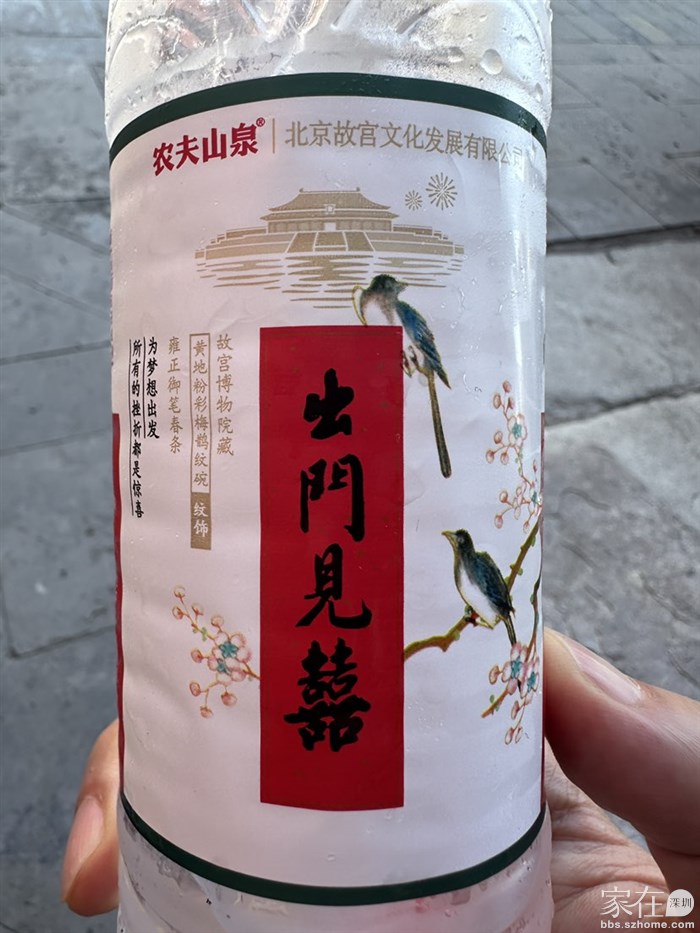 农夫山泉®
北京故宫文化发展有限公司
出門見囍
故宫博物院藏
黄地粉彩梅鹊纹碗 纹饰
雍正御笔春条
为梦想出发
所有的挫折都是惊喜
家在深圳
bbs.szhome.com